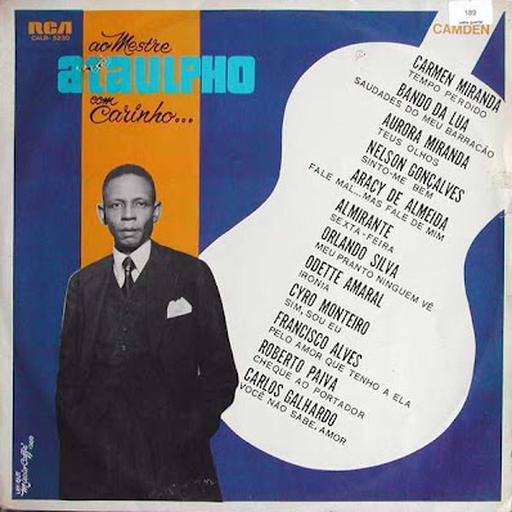 RCA
CALB- 5230
189
CAMDEN
ao Mestre
ataulpho
com
Carinho...
CARMEN MIRANDA
TEMPO PERDIDO
BANDO DA LUA
SAUDADES DO MEU BARRACÃO
AURORA MIRANDA
TEUS OLHOS
NELSON GONÇALVES
SINTO-ME BEM
ARACY DE ALMEIDA
FALE MAL...MAS FALE DE MIM
ALMIRANTE
SEXTA-FEIRA
ORLANDO SILVA
MEU PRANTO NINGUEM VÊ
ODETTE AMARAL
IRONIA
CYRO MONTEIRO
SIM, SOU EU
FRANCISCO ALVES
PELO AMOR QUE TENHO A ELA
ROBERTO PAIVA
CHEQUE AO PORTADOR
CARLOS GALHARDO
VOCÊ NÃO SABE, AMOR